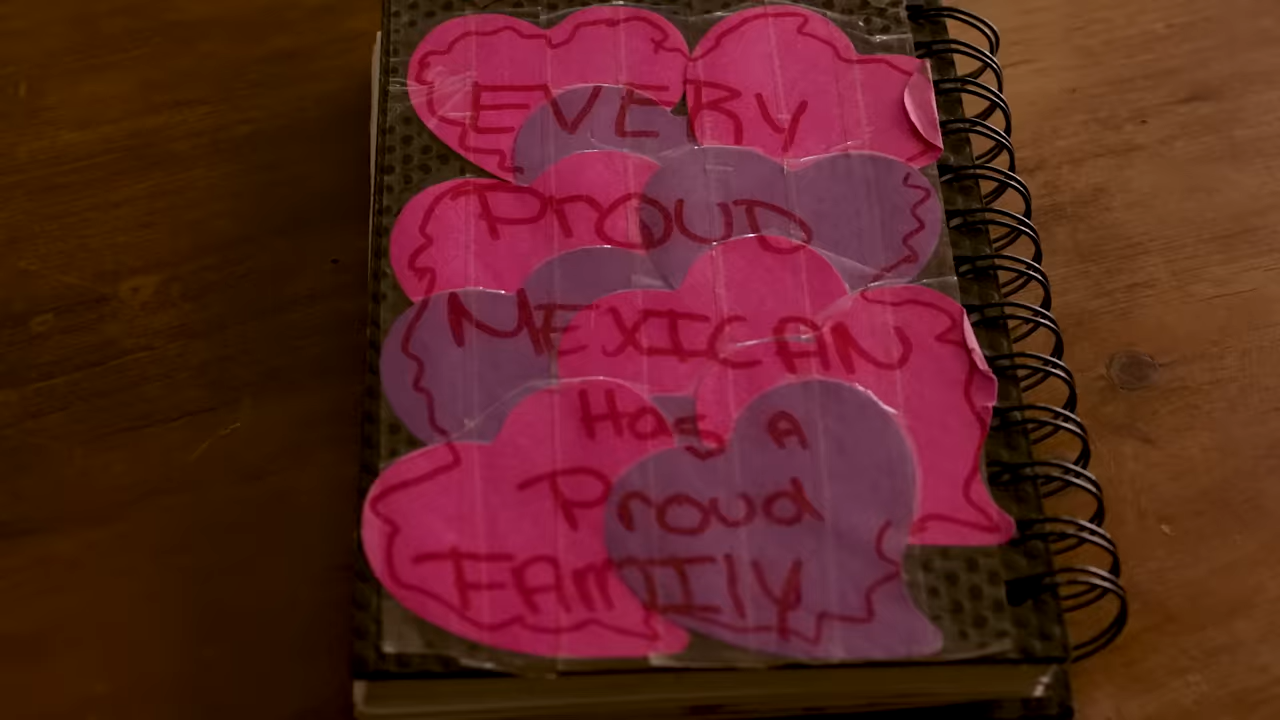 EVERY
PrOUD
MEXICAN
Has A
Proud
FAmIlY